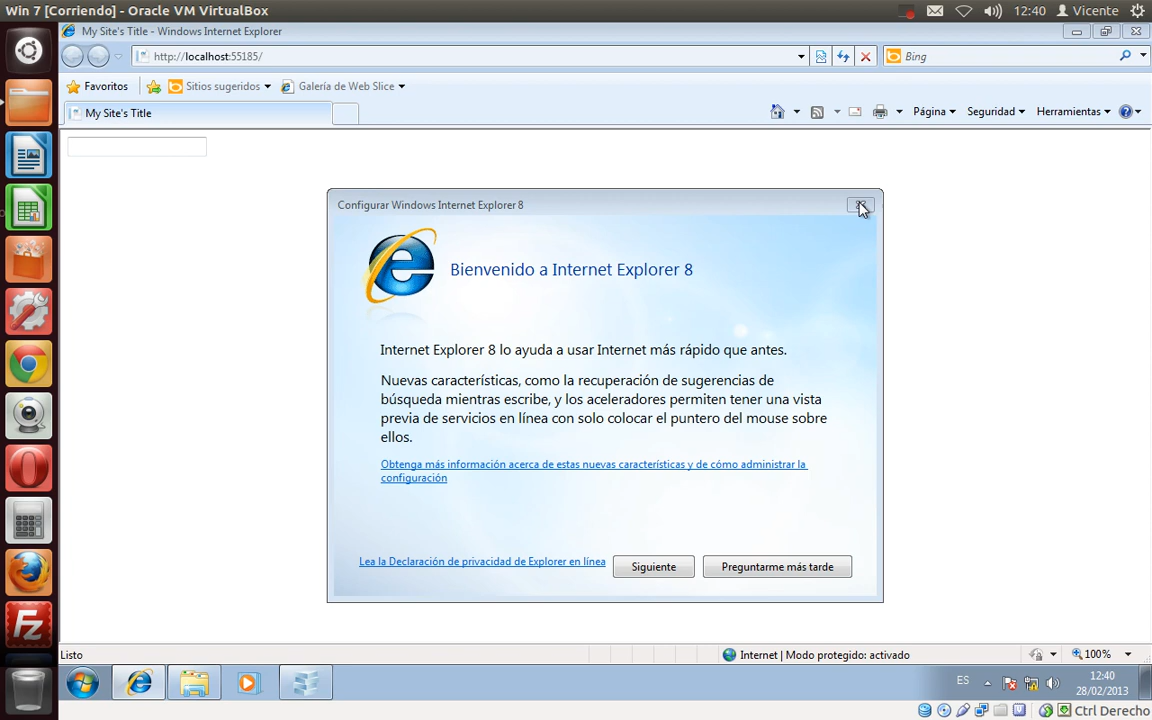 Win 7 [Corriendo] - Oracle VM VirtualBox
12:40
Vicente
My Site's Title - Windows Internet Explorer
http://localhost:55185/
Bing
Favoritos
Sitios sugeridos
Galería de Web Slice
My Site's Title
Página
Seguridad
Herramientas
Configurar Windows Internet Explorer 8
Bienvenido a Internet Explorer 8
Internet Explorer 8 lo ayuda a usar Internet más rápido que antes.
Nuevas características, como la recuperación de sugerencias de
búsqueda mientras escribe, y los aceleradores permiten tener una vista
previa de servicios en línea con solo colocar el puntero del mouse sobre
ellos.
Obtenga más información acerca de estas nuevas características y de cómo administrar la
configuración
Lea la Declaración de privacidad de Explorer en línea
Siguiente
Preguntarme más tarde
Listo
Internet | Modo protegido: activado
100%
ES
12:40
28/02/2013
Ctrl Derecho